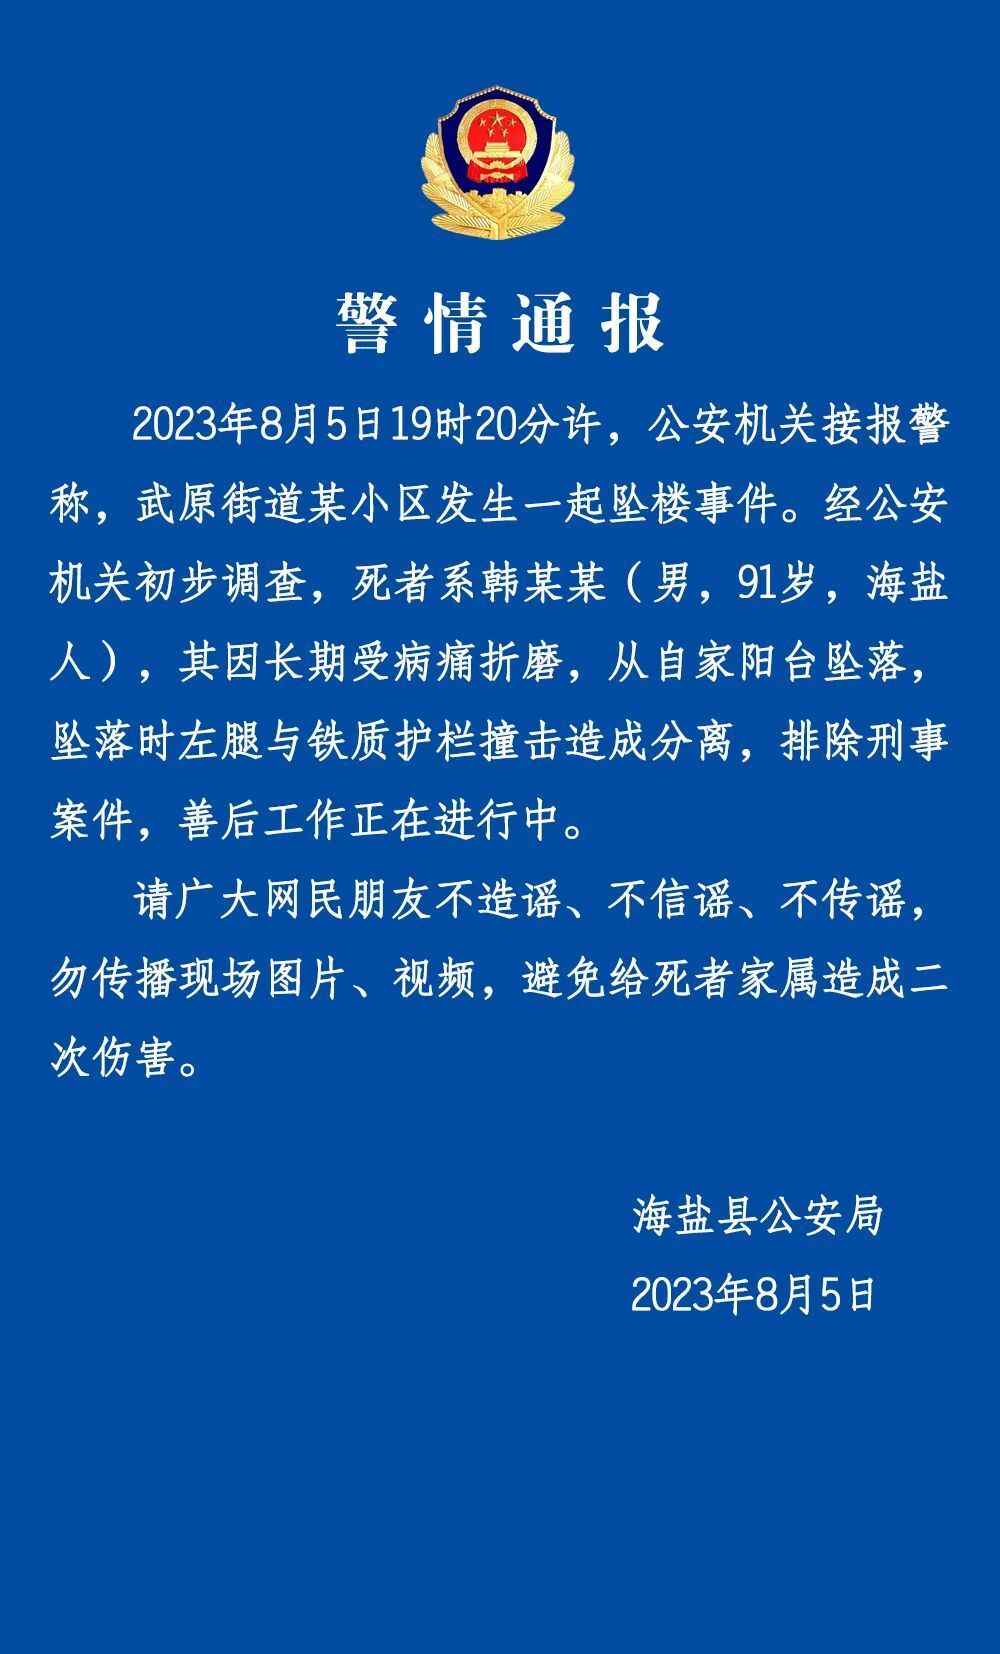 警情通报
2023年8月5日19时20分许，公安机关接报警
称，武原街道某小区发生一起坠楼事件。经公安
机关初步调查，死者系韩某某（男，91岁，海盐
人），其因长期受病痛折磨，从自家阳台坠落，
坠落时左腿与铁质护栏撞击造成分离，排除刑事
案件，善后工作正在进行中。
请广大网民朋友不造谣、不信谣、不传谣，
勿传播现场图片、视频，避免给死者家属造成二
次伤害。
海盐县公安局
2023年8月5日